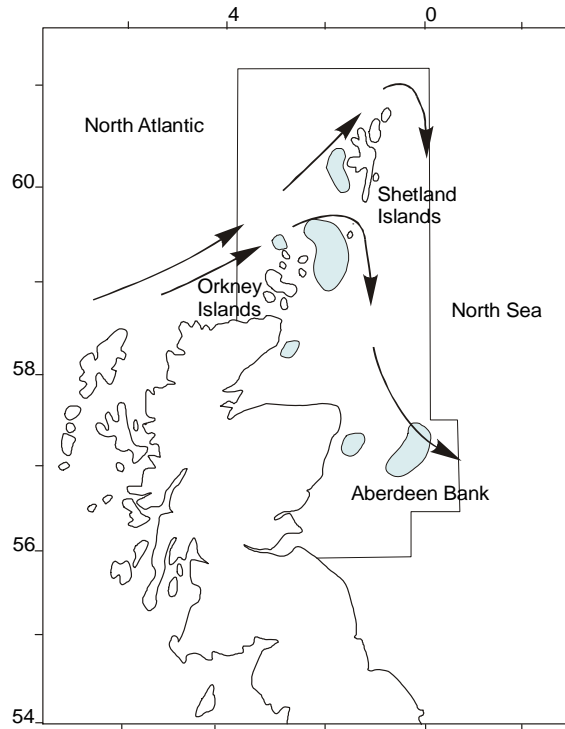 4
0
North Atlantic
60
Shetland
Islands
Orkney
Islands
North Sea
58
Aberdeen Bank
56
54